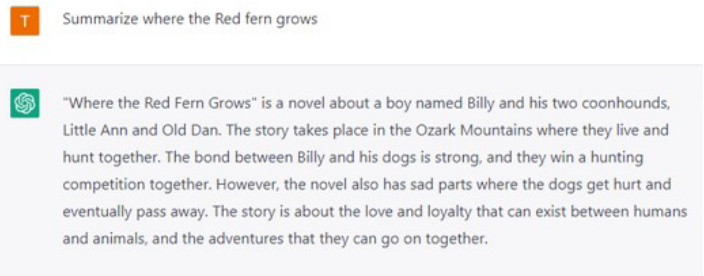 T
Summarize where the Red fern grows
"Where the Red Fern Grows" is a novel about a boy named Billy and his two coonhounds,
Little Ann and Old Dan. The story takes place in the Ozark Mountains where they live and
hunt together. The bond between Billy and his dogs is strong, and they win a hunting
competition together. However, the novel also has sad parts where the dogs get hurt and
eventually pass away. The story is about the love and loyalty that can exist between humans
and animals, and the adventures that they can go on together.